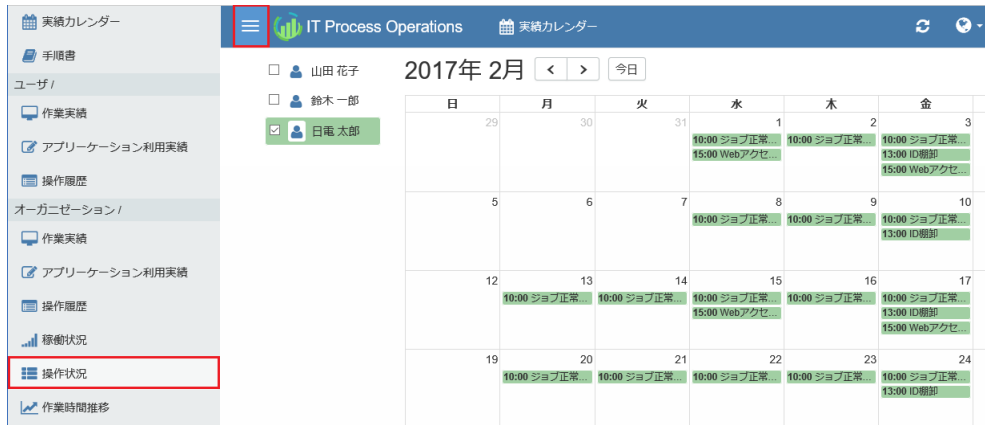 実績カレンダー
手順書
ユーザ /
作業実績
アプリーケーション利用実績
操作履歴
オーガニゼーション /
作業実績
アプリーケーション利用実績
操作履歴
稼働状況
操作状況
作業時間推移
IT Process Operations 実績カレンダー
山田 花子
鈴木 一郎
日電 太郎
2017年 2月 < > 今日
日 月 火 水 木 金
29 30 31 1 2 3
10:00 ジョブ正常... 10:00 ジョブ正常... 10:00 ジョブ正常...
15:00 Webアクセ... 13:00 ID棚卸
15:00 Webアクセ...
5 6 7 8 9 10
10:00 ジョブ正常... 10:00 ジョブ正常... 10:00 ジョブ正常...
13:00 ID棚卸
12 13 14 15 16 17
10:00 ジョブ正常... 10:00 ジョブ正常... 10:00 ジョブ正常... 10:00 ジョブ正常... 10:00 ジョブ正常...
15:00 Webアクセ... 13:00 ID棚卸
15:00 Webアクセ...
19 20 21 22 23 24
10:00 ジョブ正常... 10:00 ジョブ正常... 10:00 ジョブ正常... 10:00 ジョブ正常... 10:00 ジョブ正常...
13:00 ID棚卸